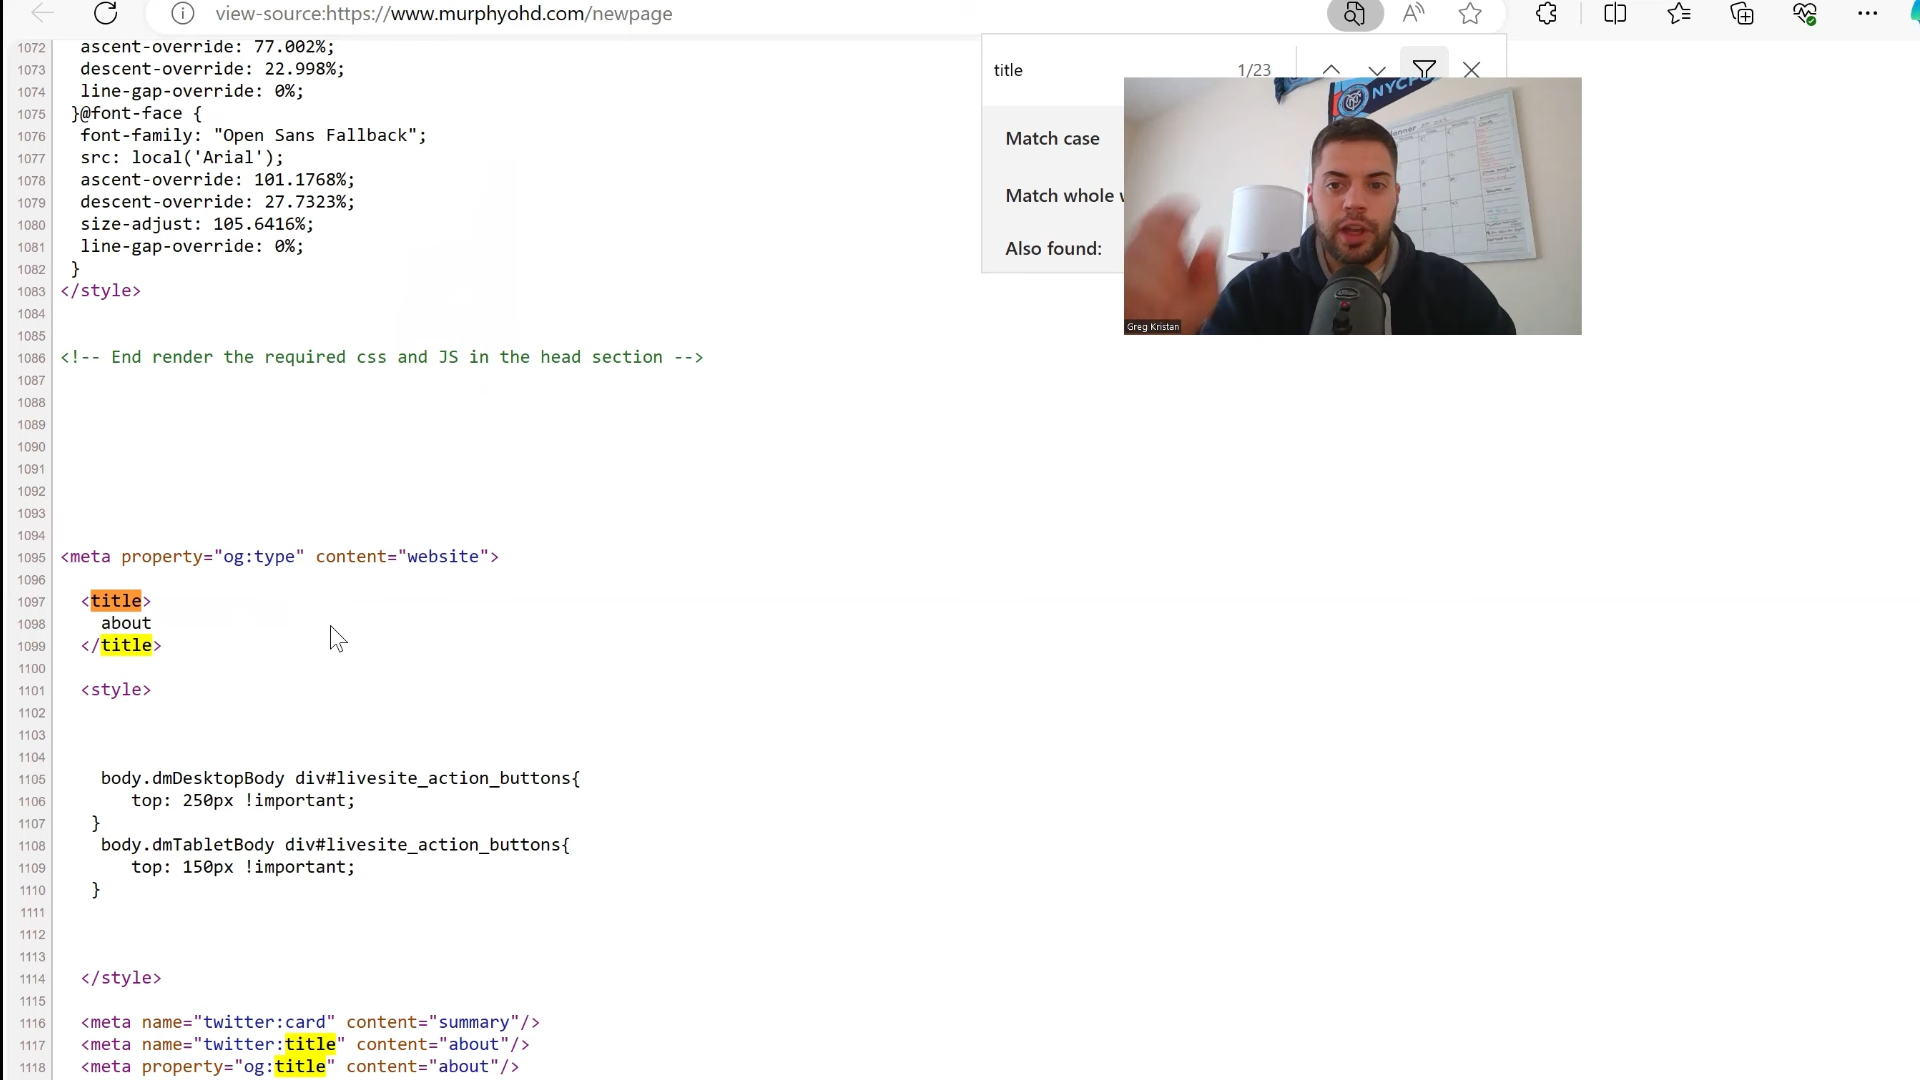 view-source:https://www.murphyohd.com/newpage
title
1/23
Match case
Match whole
Also found:
NYCF
Greg Kristan
1072 ascent-override: 77.002%;
1073 descent-override: 22.998%;
1074 line-gap-override: 0%;
1075 }@font-face {
1076 font-family: "Open Sans Fallback";
1077 src: local('Arial');
1078 ascent-override: 101.1768%;
1079 descent-override: 27.7323%;
1080 size-adjust: 105.6416%;
1081 line-gap-override: 0%;
1082 }
1083 </style>
1084
1085
1086 <!-- End render the required css and JS in the head section -->
1087
1088
1089
1090
1091
1092
1093
1094
1095 <meta property="og:type" content="website">
1096
1097 <title>
1098 about
1099 </title>
1100
1101 <style>
1102
1103
1104
1105 body.dmDesktopBody div#livesite_action_buttons{
1106 top: 250px !important;
1107 }
1108 body.dmTabletBody div#livesite_action_buttons{
1109 top: 150px !important;
1110 }
1111
1112
1113
1114 </style>
1115
1116 <meta name="twitter:card" content="summary"/>
1117 <meta name="twitter:title" content="about"/>
1118 <meta property="og:title" content="about"/>